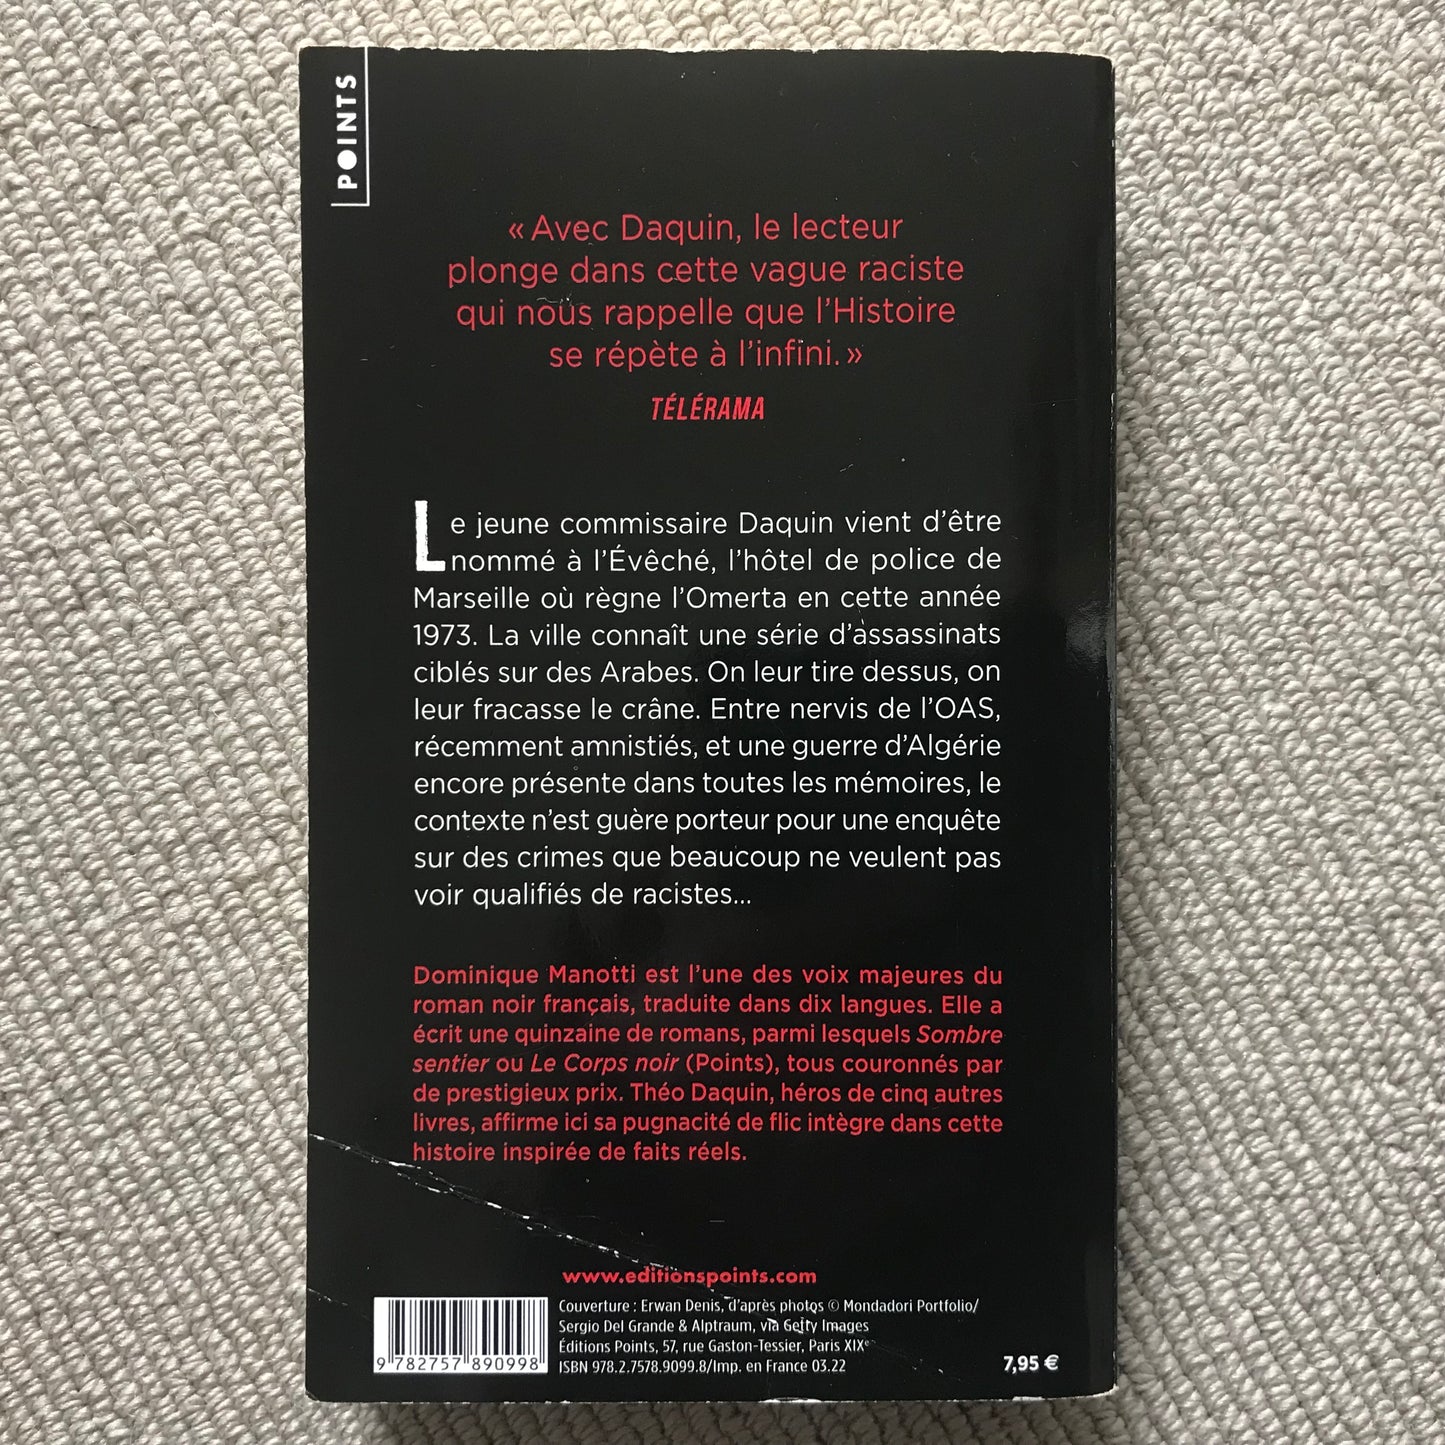 POINTS
« Avec Daquin, le lecteur
plonge dans cette vague raciste
qui nous rappelle que l'Histoire
se répète à l'infini. »
TÉLÉRAMA
Le jeune commissaire Daquin vient d'être
nommé à l'Évêché, l'hôtel de police de
Marseille où règne l'Omerta en cette année
1973. La ville connaît une série d'assassinats
ciblés sur des Arabes. On leur tire dessus, on
leur fracasse le crâne. Entre nervis de l'OAS,
récemment amnistiés, et une guerre d'Algérie
encore présente dans toutes les mémoires, le
contexte n'est guère porteur pour une enquête
sur des crimes que beaucoup ne veulent pas
voir qualifiés de racistes...
Dominique Manotti est l'une des voix majeures du
roman noir français, traduite dans dix langues. Elle a
écrit une quinzaine de romans, parmi lesquels Sombre
sentier ou Le Corps noir (Points), tous couronnés par
de prestigieux prix. Théo Daquin, héros de cinq autres
livres, affirme ici sa pugnacité de flic intègre dans cette
histoire inspirée de faits réels.
www.editionspoints.com
Couverture : Erwan Denis, d'après photos © Mondadori Portfolio/
Sergio Del Grande & Alptraum, via Getty Images
Éditions Points, 57, rue Gaston-Tessier, Paris XIXe
ISBN 978.2.7578.9099.8/Imp. en France 03.22
9 782757 890998
7,95 €